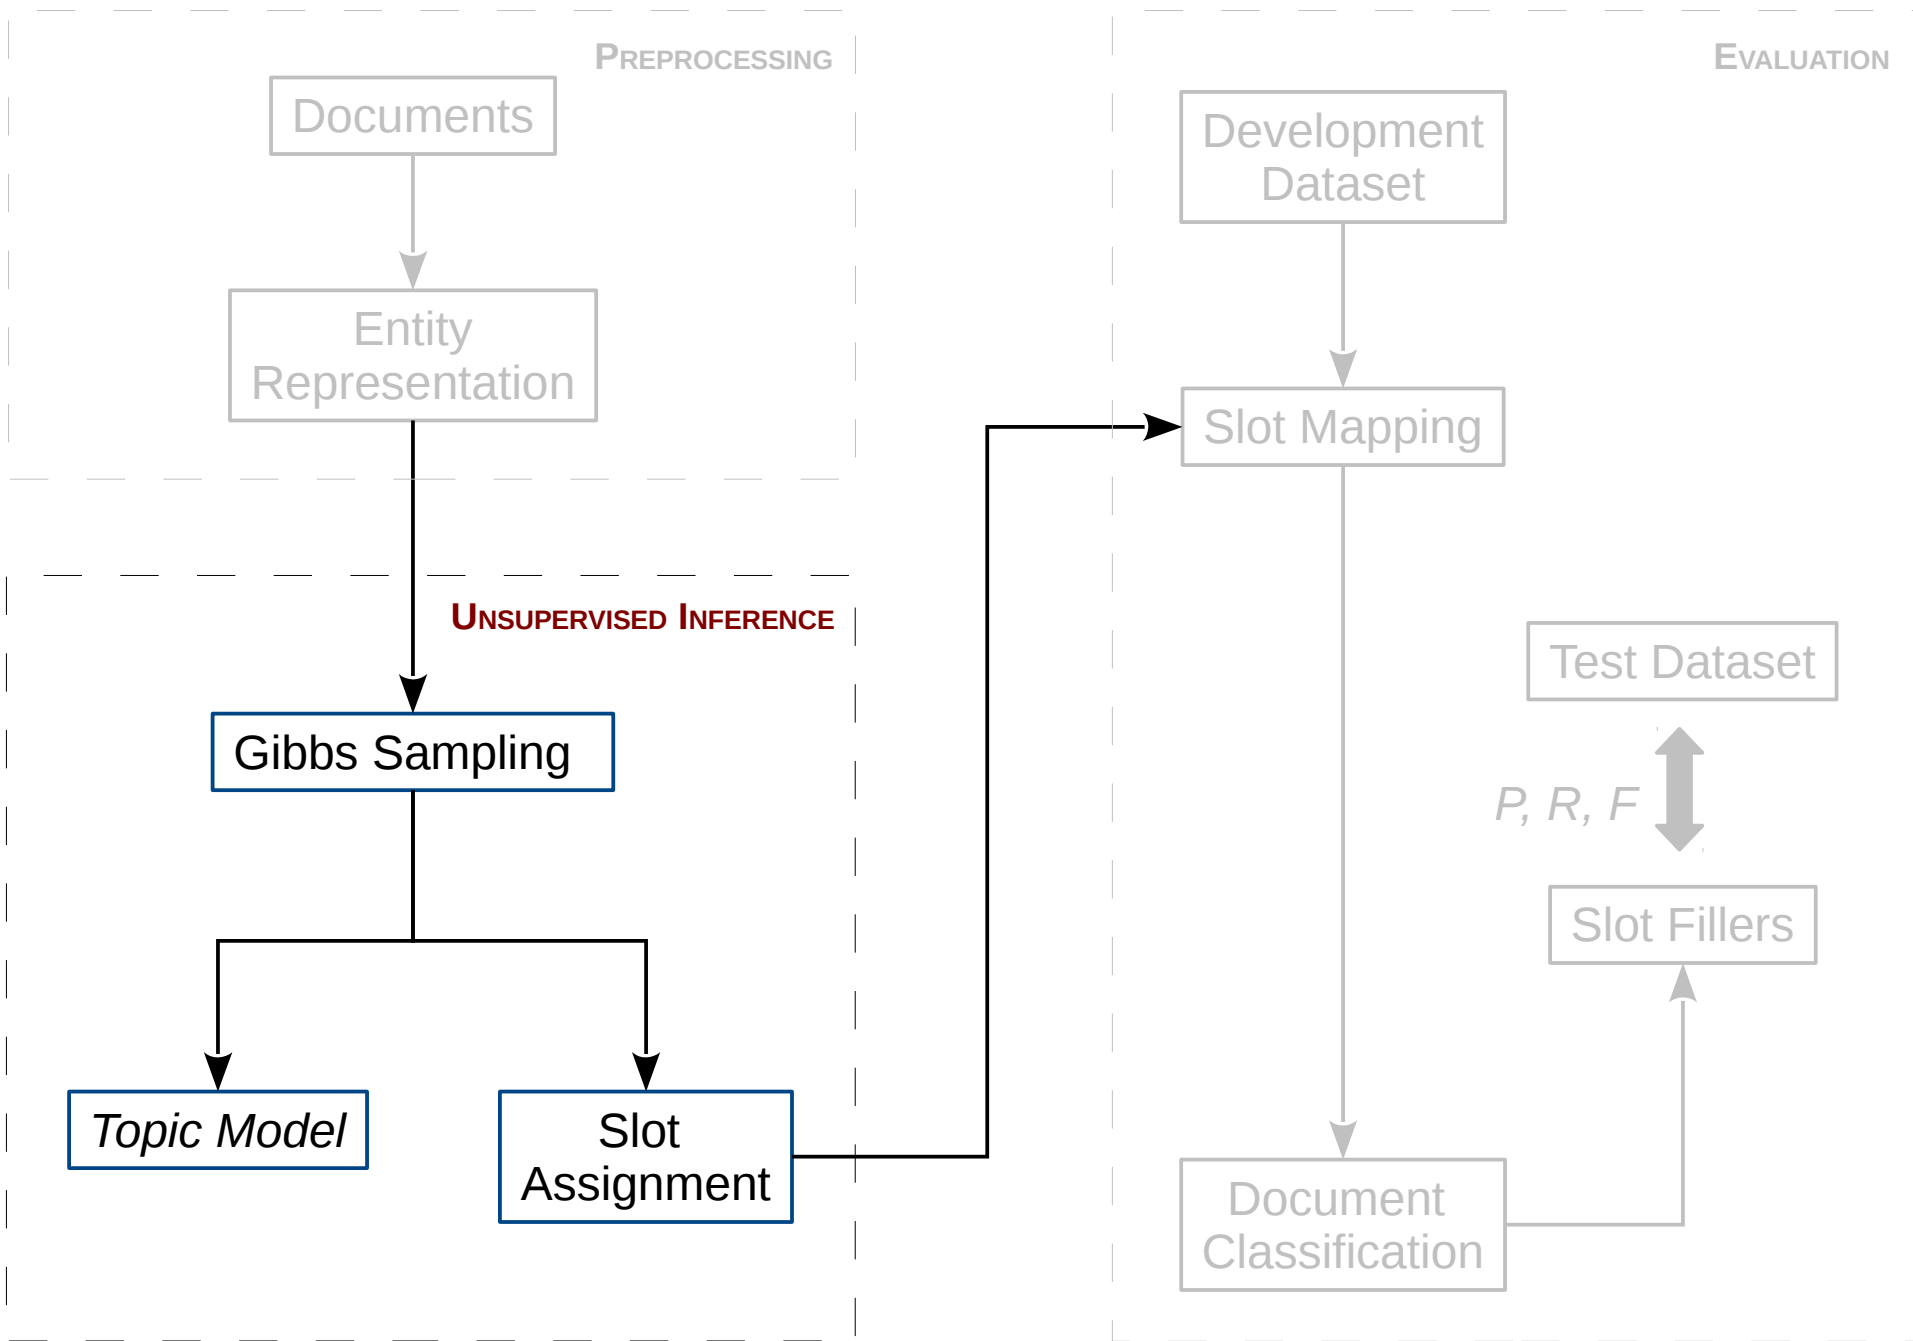 PREPROCESSING
Documents
Entity
Representation
UNSUPERVISED INFERENCE
Gibbs Sampling
Topic Model
Slot
Assignment
EVALUATION
Development
Dataset
Slot Mapping
Test Dataset
P, R, F
Slot Fillers
Document
Classification